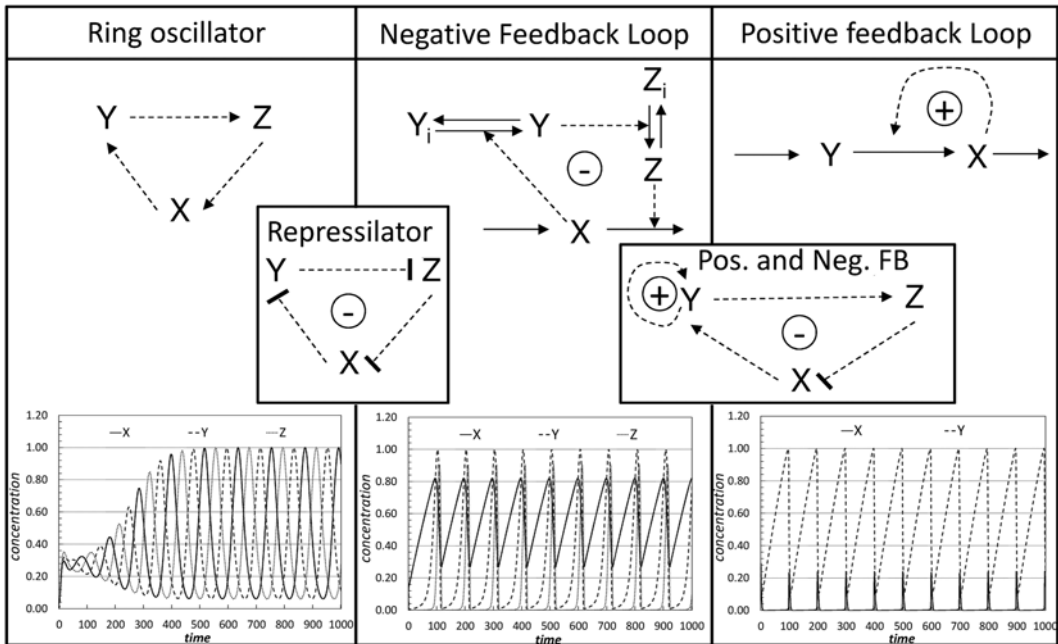 Ring oscillator
Negative Feedback Loop
Positive feedback Loop
Y
Z
X
Repressilator
Y
Z
-
X
Zi
Yi
Y
-
Z
X
+
Y
X
Pos. and Neg. FB
+
Y
Z
-
X
1.20
X Y Z
1.00
0.80
0.60
0.40
0.20
0.00
concentration
0 100 200 300 400 500 600 700 800 900 1000
time
1.20
X Y Z
1.00
0.80
0.60
0.40
0.20
0.00
concentration
0 100 200 300 400 500 600 700 800 900 1000
time
1.20
X Y
1.00
0.80
0.60
0.40
0.20
0.00
concentration
0 100 200 300 400 500 600 700 800 900 1000
time